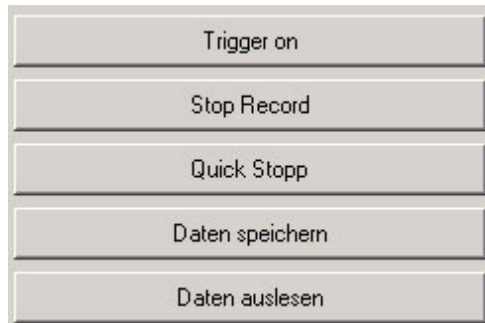 Trigger on
Stop Record
Quick Stopp
Daten speichern
Daten auslesen